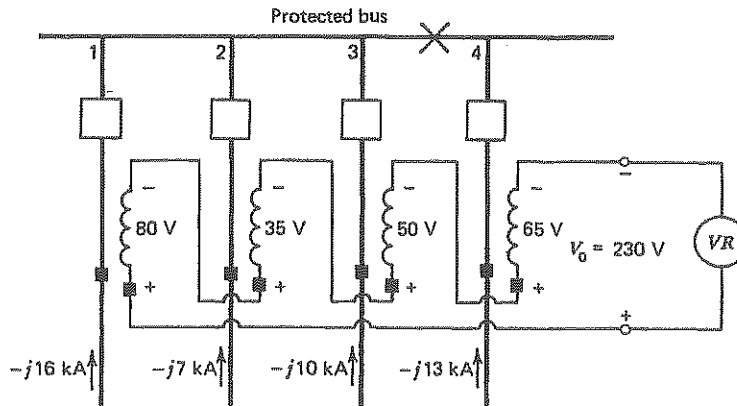 Protected bus
1 2 3 4
− − − −
80 V 35 V 50 V 65 V V₀ = 230 V VR
−
+ + + + +
−j16 kA −j7 kA −j10 kA −j13 kA